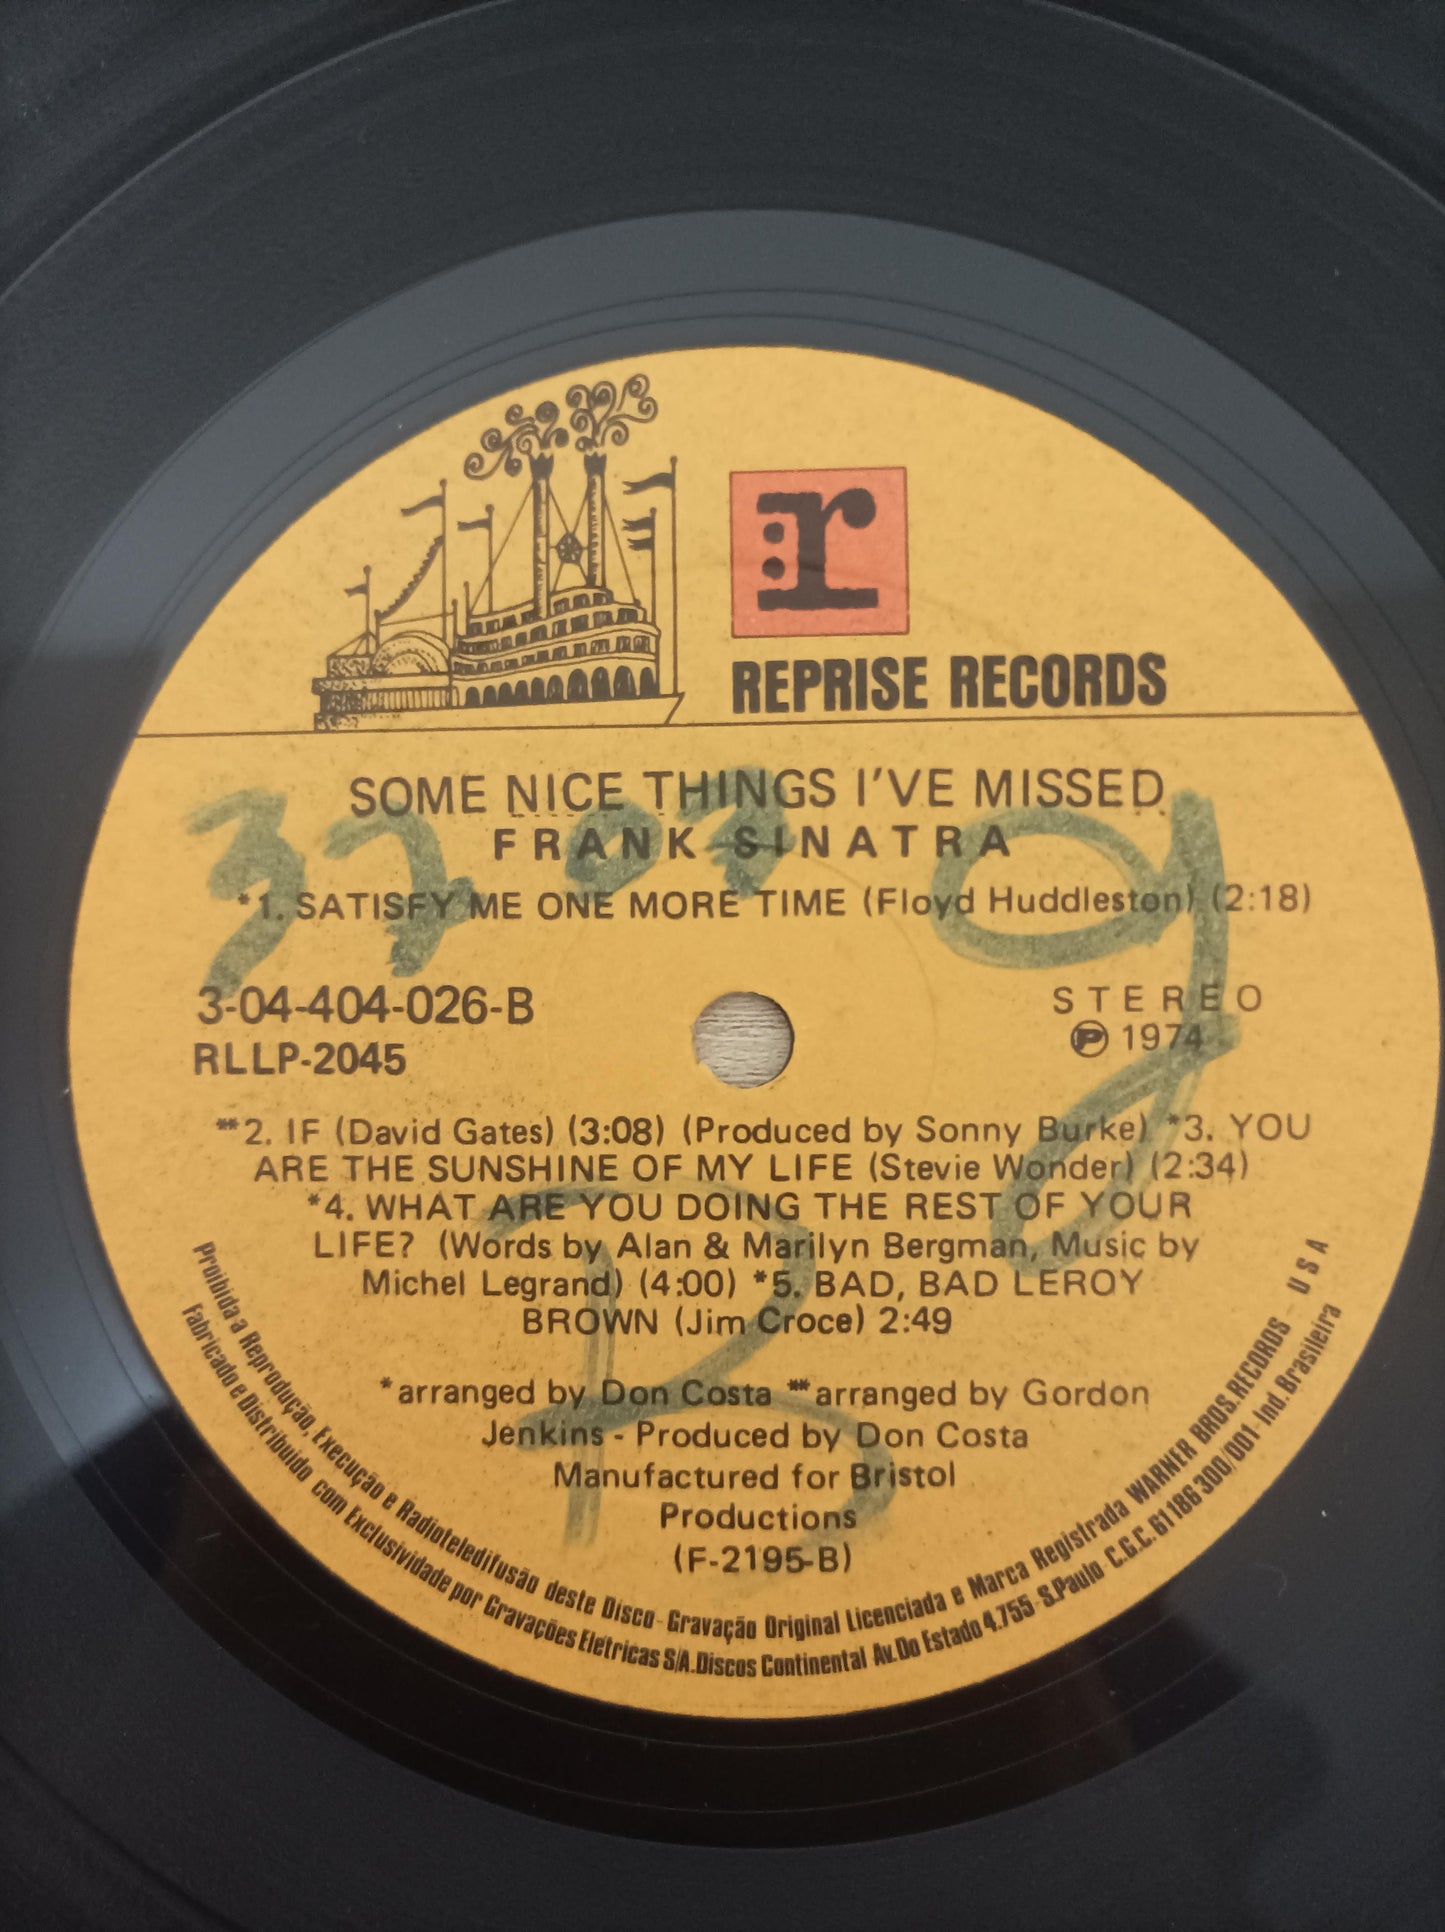 r
REPRISE RECORDS
SOME NICE THINGS I'VE MISSED
FRANK SINATRA
*1. SATISFY ME ONE MORE TIME (Floyd Huddleston) (2:18)
3-04-404-026-B
RLLP-2045
STEREO
Ⓟ 1974
**2. IF (David Gates) (3:08) (Produced by Sonny Burke) *3. YOU
ARE THE SUNSHINE OF MY LIFE (Stevie Wonder) (2:34)
*4. WHAT ARE YOU DOING THE REST OF YOUR
LIFE? (Words by Alan & Marilyn Bergman, Music by
Michel Legrand) (4:00) *5. BAD, BAD LEROY
BROWN (Jim Croce) 2:49
*arranged by Don Costa **arranged by Gordon
Jenkins - Produced by Don Costa
Manufactured for Bristol
Productions
(F-2195-B)
Proibida a Reprodução, Execução e Radioteledifusão deste Disco - Gravação Original Licenciada e Marca Registrada WARNER BROS. RECORDS - USA
Fabricado e Distribuido com Exclusividade por Gravações Elétricas S/A. Discos Continental Av. Do Estado 4.755 - S. Paulo C.G.C. 61 186 300/001 - Ind. Brasileira